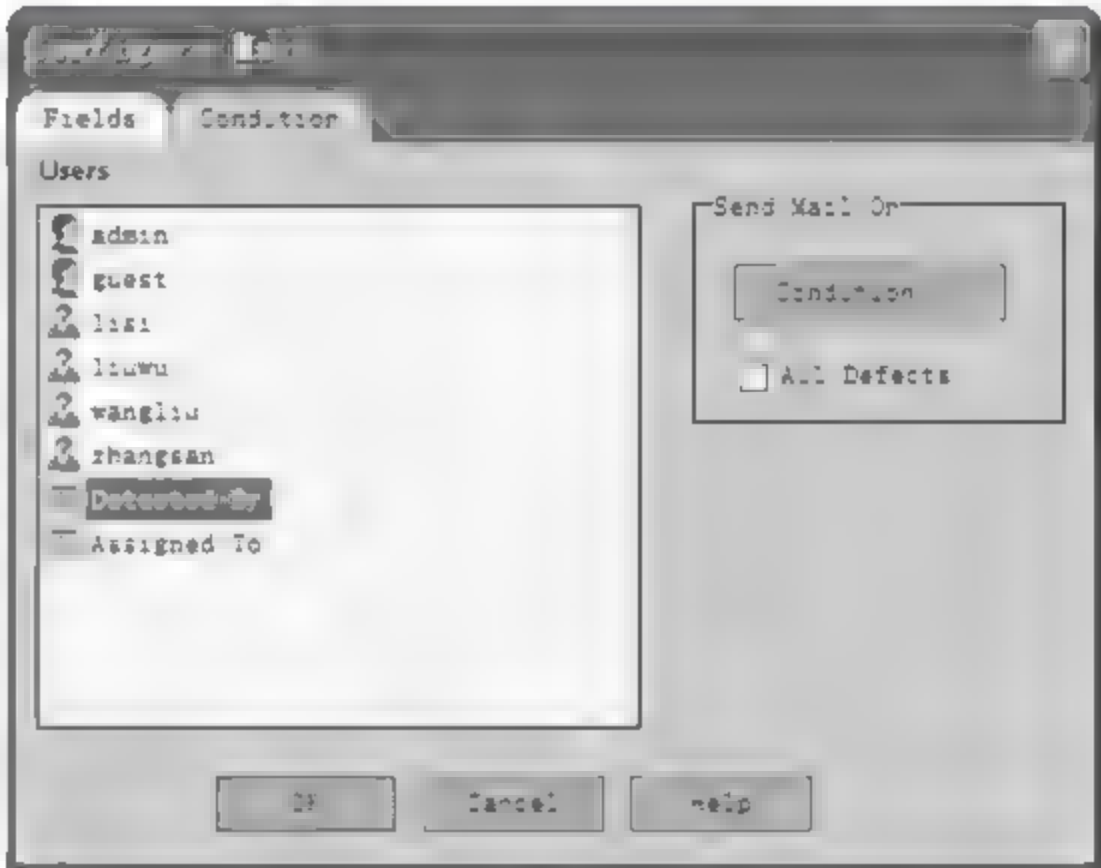 Fields
Condition
Users
admin
guest
lisi
liuwu
wangliu
zhangsan
Detected By
Assigned To
Send Mail On
Condition
All Defects
OK
Cancel
Help